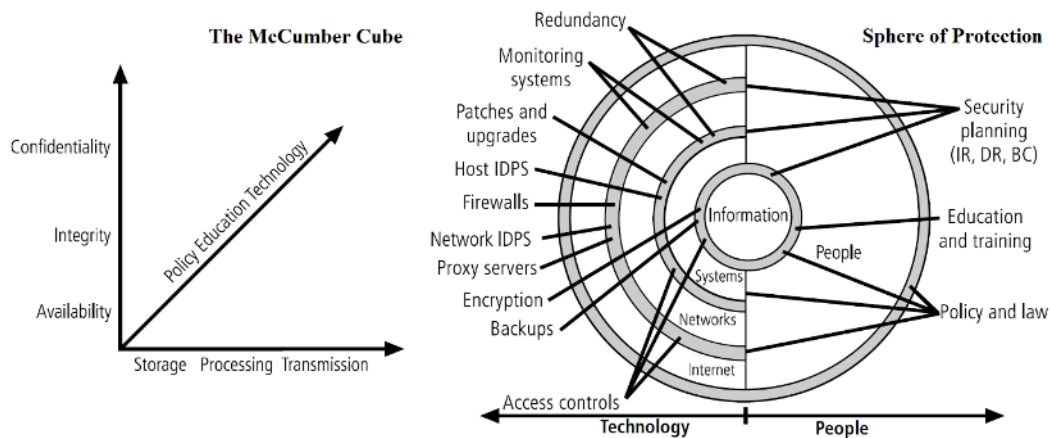 The McCumber Cube
Confidentiality
Integrity
Availability
Policy Education Technology
Storage Processing Transmission
Sphere of Protection
Redundancy
Monitoring
systems
Patches and
upgrades
Host IDPS
Firewalls
Network IDPS
Proxy servers
Encryption
Backups
Access controls
Information
People
Systems
Networks
Internet
Security
planning
(IR, DR, BC)
Education
and training
Policy and law
Technology
People